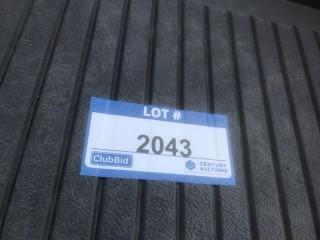 LOT #
2043
ClubBid
CENTURY
AUCTIONS